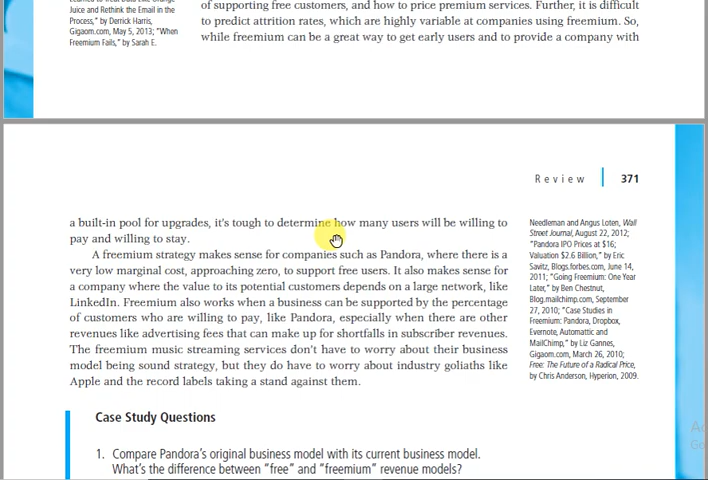 Juice and Rethink the Email in the
Process," by Derrick Harris,
Gigaom.com, May 5, 2013; "When
Freemium Fails," by Sarah E.
of supporting free customers, and how to price premium services. Further, it is difficult
to predict attrition rates, which are highly variable at companies using freemium. So,
while freemium can be a great way to get early users and to provide a company with
Review 371
a built-in pool for upgrades, it's tough to determine how many users will be willing to
pay and willing to stay.
A freemium strategy makes sense for companies such as Pandora, where there is a
very low marginal cost, approaching zero, to support free users. It also makes sense for
a company where the value to its potential customers depends on a large network, like
LinkedIn. Freemium also works when a business can be supported by the percentage
of customers who are willing to pay, like Pandora, especially when there are other
revenues like advertising fees that can make up for shortfalls in subscriber revenues.
The freemium music streaming services don't have to worry about their business
model being sound strategy, but they do have to worry about industry goliaths like
Apple and the record labels taking a stand against them.
Needleman and Angus Loten, Wall
Street Journal, August 22, 2012;
"Pandora IPO Prices at $16;
Valuation $2.6 Billion," by Eric
Savitz, Blogs.forbes.com, June 14,
2011; "Going Freemium: One Year
Later," by Ben Chestnut,
Blog.mailchimp.com, September
27, 2010; "Case Studies in
Freemium: Pandora, Dropbox,
Evernote, Automattic and
MailChimp," by Liz Gannes,
Gigaom.com, March 26, 2010;
Free: The Future of a Radical Price,
by Chris Anderson, Hyperion, 2009.
Case Study Questions
1. Compare Pandora's original business model with its current business model.
What's the difference between "free" and "freemium" revenue models?